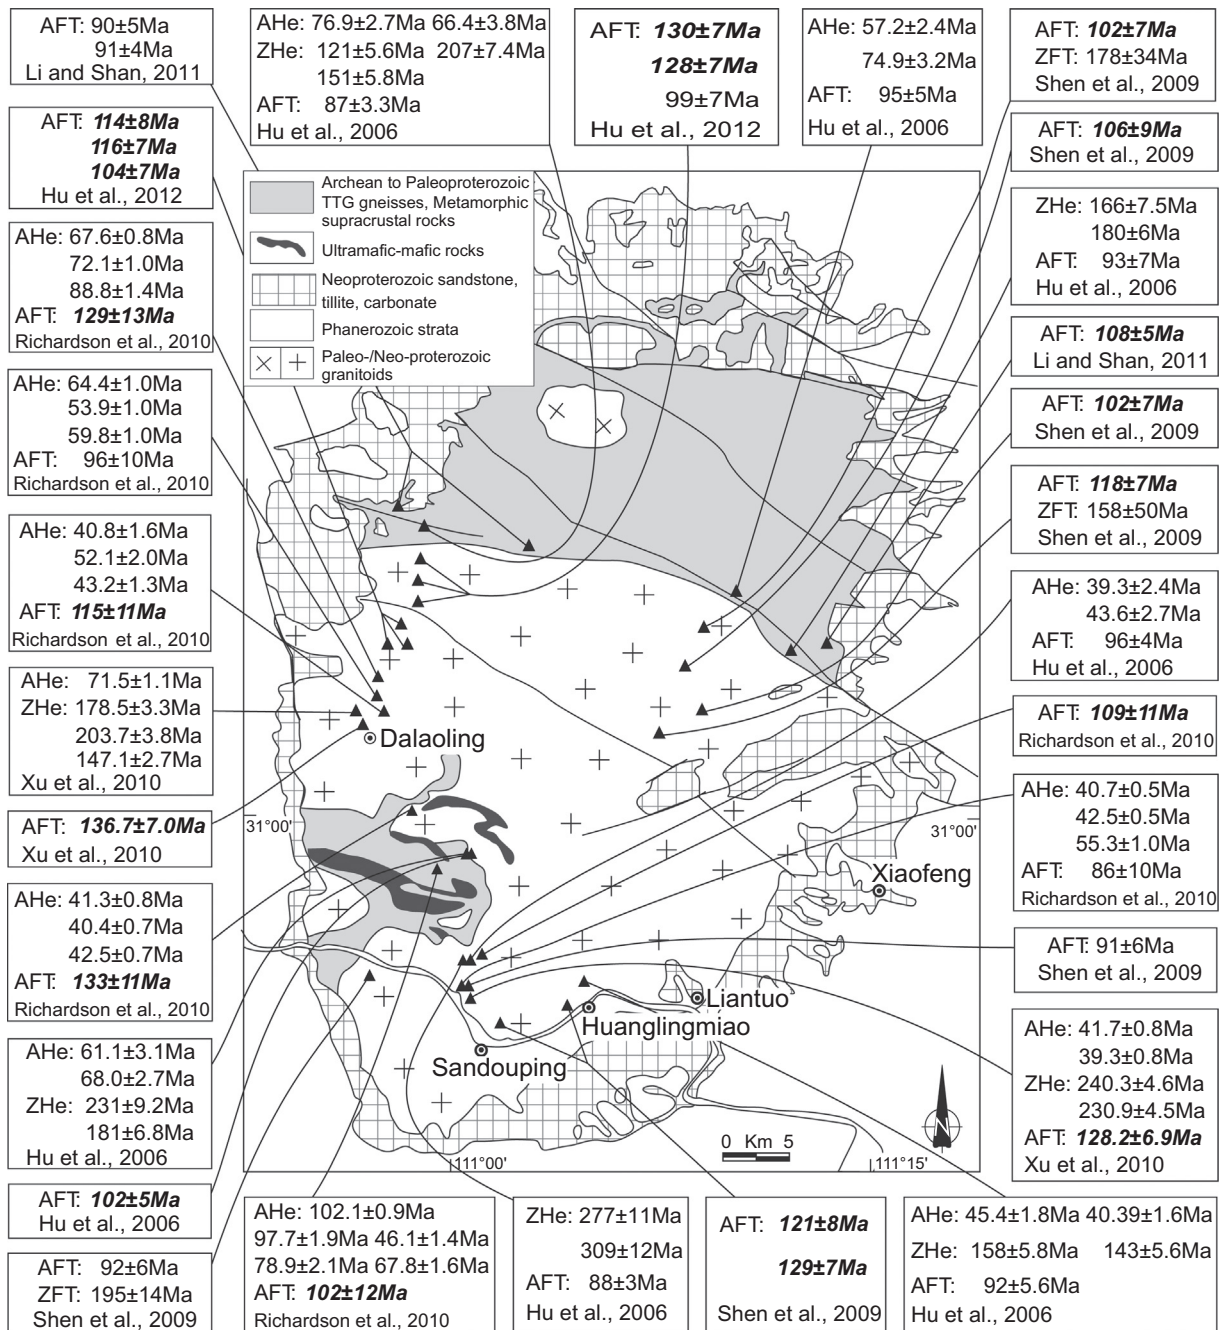 AFT: 90±5Ma
91±4Ma
Li and Shan, 2011
AHe: 76.9±2.7Ma 66.4±3.8Ma
ZHe: 121±5.6Ma 207±7.4Ma
151±5.8Ma
AFT: 87±3.3Ma
Hu et al., 2006
AFT: 130±7Ma
128±7Ma
99±7Ma
Hu et al., 2012
AHe: 57.2±2.4Ma
74.9±3.2Ma
AFT: 95±5Ma
Hu et al., 2006
AFT: 102±7Ma
ZFT: 178±34Ma
Shen et al., 2009
AFT: 114±8Ma
116±7Ma
104±7Ma
Hu et al., 2012
AFT: 106±9Ma
Shen et al., 2009
AHe: 67.6±0.8Ma
72.1±1.0Ma
88.8±1.4Ma
AFT: 129±13Ma
Richardson et al., 2010
ZHe: 166±7.5Ma
180±6Ma
AFT: 93±7Ma
Hu et al., 2006
Archean to Paleoproterozoic
TTG gneisses, Metamorphic
supracrustal rocks
Ultramafic-mafic rocks
Neoproterozoic sandstone,
tillite, carbonate
Phanerozoic strata
Paleo-/Neo-proterozoic
granitoids
AFT: 108±5Ma
Li and Shan, 2011
AHe: 64.4±1.0Ma
53.9±1.0Ma
59.8±1.0Ma
AFT: 96±10Ma
Richardson et al., 2010
AFT: 102±7Ma
Shen et al., 2009
AFT: 118±7Ma
ZFT: 158±50Ma
Shen et al., 2009
AHe: 40.8±1.6Ma
52.1±2.0Ma
43.2±1.3Ma
AFT: 115±11Ma
Richardson et al., 2010
AHe: 39.3±2.4Ma
43.6±2.7Ma
AFT: 96±4Ma
Hu et al., 2006
AHe: 71.5±1.1Ma
ZHe: 178.5±3.3Ma
203.7±3.8Ma
147.1±2.7Ma
Xu et al., 2010
AFT: 109±11Ma
Richardson et al., 2010
Dalaoling
AFT: 136.7±7.0Ma
Xu et al., 2010
31°00'
31°00'
AHe: 40.7±0.5Ma
42.5±0.5Ma
55.3±1.0Ma
AFT: 86±10Ma
Richardson et al., 2010
Xiaofeng
AHe: 41.3±0.8Ma
40.4±0.7Ma
42.5±0.7Ma
AFT: 133±11Ma
Richardson et al., 2010
AFT: 91±6Ma
Shen et al., 2009
Liantuo
Huanglingmiao
Sandouping
AHe: 61.1±3.1Ma
68.0±2.7Ma
ZHe: 231±9.2Ma
181±6.8Ma
Hu et al., 2006
AHe: 41.7±0.8Ma
39.3±0.8Ma
ZHe: 240.3±4.6Ma
230.9±4.5Ma
AFT: 128.2±6.9Ma
Xu et al., 2010
N
0 Km 5
111°00'
111°15'
AFT: 102±5Ma
Hu et al., 2006
AFT: 92±6Ma
ZFT: 195±14Ma
Shen et al., 2009
AHe: 102.1±0.9Ma
97.7±1.9Ma 46.1±1.4Ma
78.9±2.1Ma 67.8±1.6Ma
AFT: 102±12Ma
Richardson et al., 2010
ZHe: 277±11Ma
309±12Ma
AFT: 88±3Ma
Hu et al., 2006
AFT: 121±8Ma
129±7Ma
Shen et al., 2009
AHe: 45.4±1.8Ma 40.39±1.6Ma
ZHe: 158±5.8Ma 143±5.6Ma
AFT: 92±5.6Ma
Hu et al., 2006